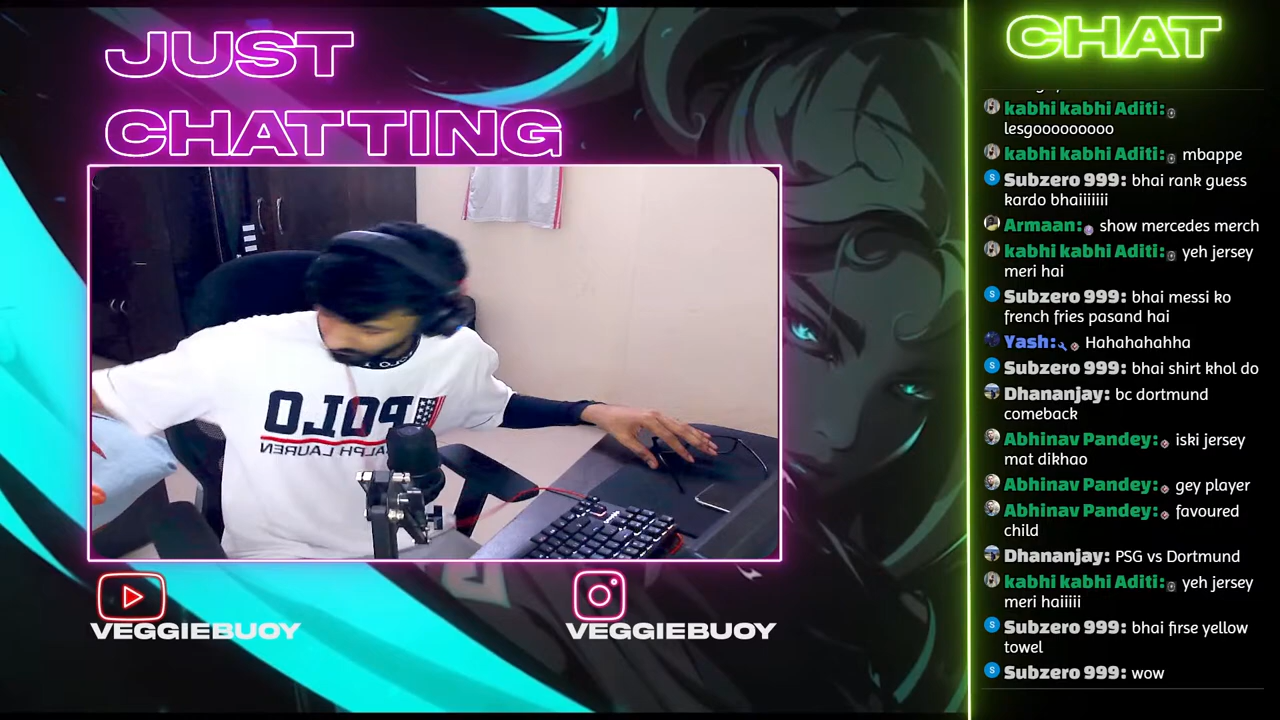 JUST
CHATTING
POLO
RALPH LAUREN
VEGGIEBUOY
VEGGIEBUOY
CHAT
kabhi kabhi Aditi:
lesgooooooooo
kabhi kabhi Aditi: mbappe
Subzero 999: bhai rank guess
kardo bhaiiiiiii
Armaan: show mercedes merch
kabhi kabhi Aditi: yeh jersey
meri hai
Subzero 999: bhai messi ko
french fries pasand hai
Yash: Hahahahahha
Subzero 999: bhai shirt khol do
Dhananjay: bc dortmund
comeback
Abhinav Pandey: iski jersey
mat dikhao
Abhinav Pandey: gey player
Abhinav Pandey: favoured
child
Dhananjay: PSG vs Dortmund
kabhi kabhi Aditi: yeh jersey
meri haiiiii
Subzero 999: bhai firse yellow
towel
Subzero 999: wow